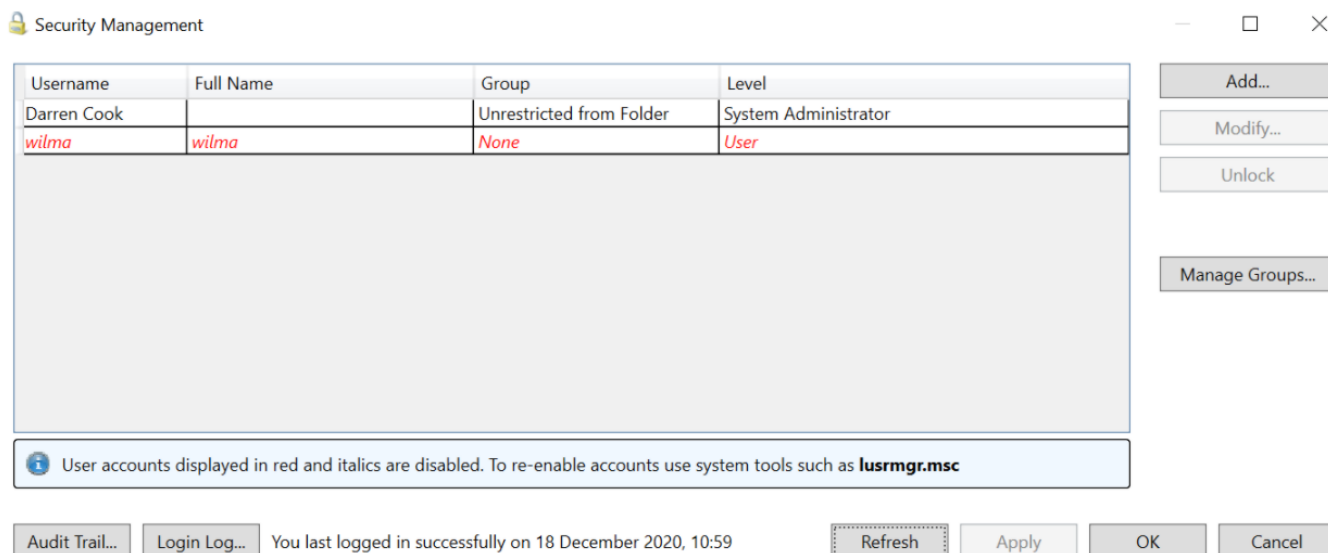 Security Management
Username Full Name Group Level
Darren Cook Unrestricted from Folder System Administrator
wilma wilma None User
Add...
Modify...
Unlock
Manage Groups...
User accounts displayed in red and italics are disabled. To re-enable accounts use system tools such as lusrmgr.msc
Audit Trail... Login Log... You last logged in successfully on 18 December 2020, 10:59 Refresh Apply OK Cancel